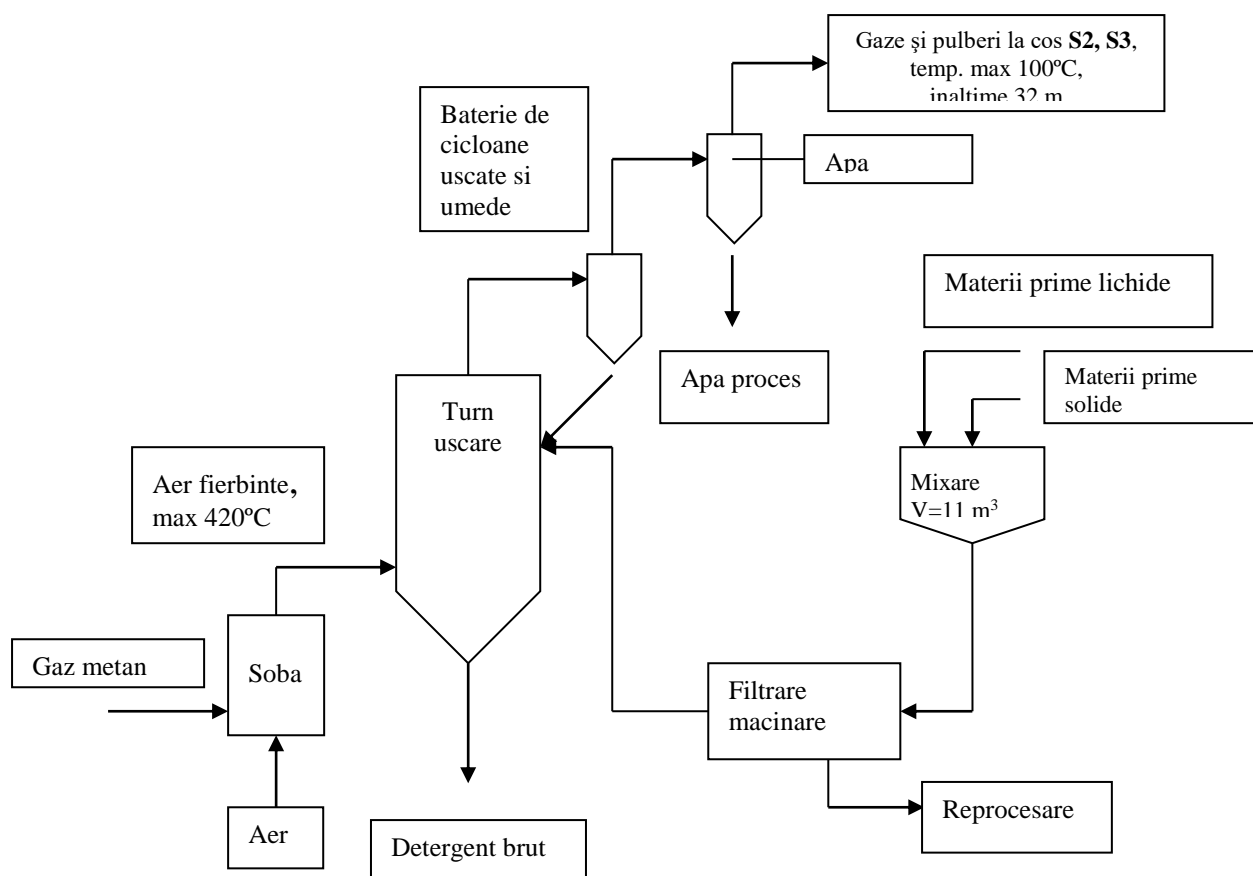 Gaze şi pulberi la cos S2, S3,
temp. max 100ºC,
inaltime 32 m
Baterie de
cicloane
uscate si
umede
Apa
Materii prime lichide
Apa proces
Materii prime
solide
Turn
uscare
Aer fierbinte,
max 420ºC
Mixare
V=11 m³
Gaz metan
Soba
Filtrare
macinare
Aer
Detergent brut
Reprocesare